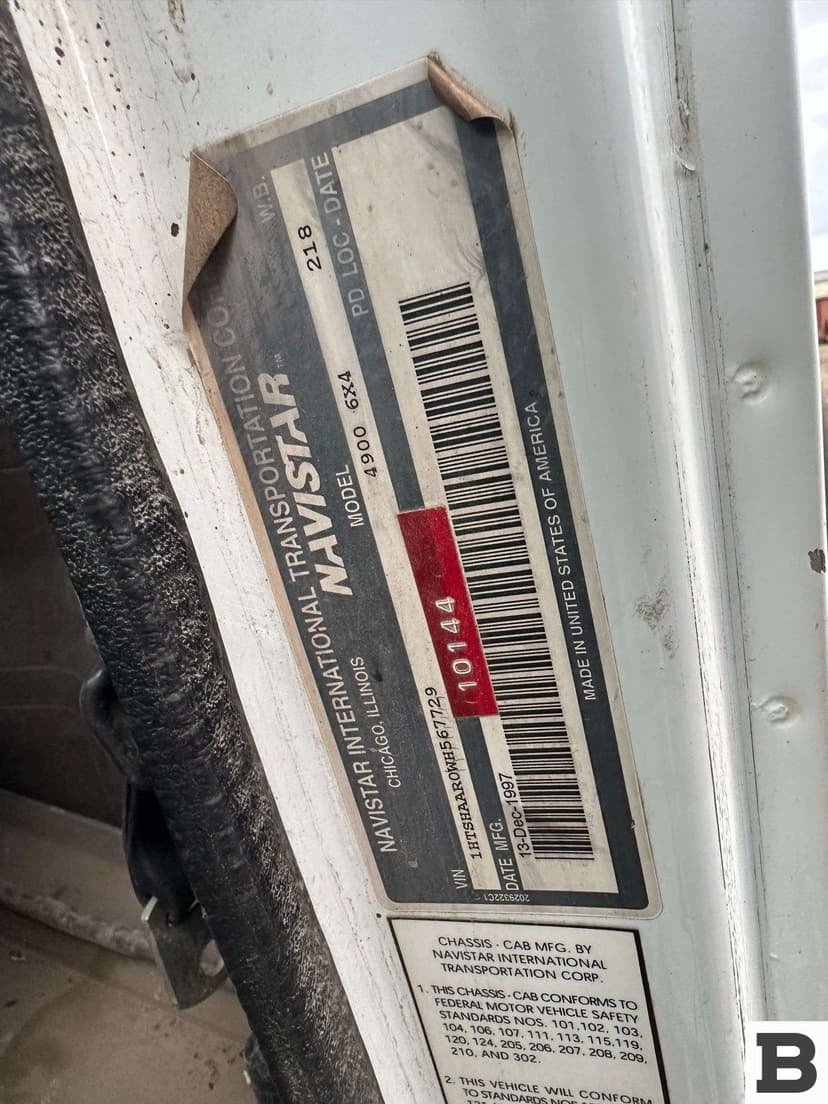 NAVISTAR INTERNATIONAL TRANSPORTATION CO
CHICAGO, ILLINOIS
NAVISTAR™
MODEL
W.B.
4900 6X4
218
VIN
PD LOC - DATE
1HTSHAAR0WH567729
10144
DATE MFG.
13-Dec-1997
MADE IN UNITED STATES OF AMERICA
2029322C1
CHASSIS - CAB MFG. BY
NAVISTAR INTERNATIONAL
TRANSPORTATION CORP.
1. THIS CHASSIS - CAB CONFORMS TO
FEDERAL MOTOR VEHICLE SAFETY
STANDARDS NOS. 101, 102, 103,
104, 106, 107, 111, 113, 115, 119,
120, 124, 205, 206, 207, 208, 209,
210, AND 302.
2. THIS VEHICLE WILL CONFORM
TO STANDARDS NOS
B